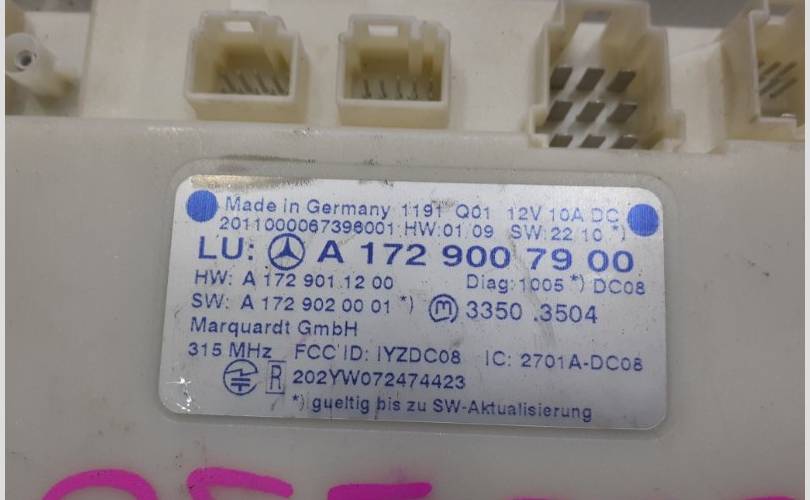 Made in Germany 1191 Q01 12V 10A DC
2011000067396001 HW:01.09 SW:22.10 *)
LU: A 172 900 79 00
HW: A 172 901 12 00 Diag:1005 *) DC08
SW: A 172 902 00 01 *) m 3350 .3504
Marquardt GmbH
315 MHz FCC ID: IYZDC08 IC: 2701A-DC08
R 202YW072474423
*) gueltig bis zu SW-Aktualisierung